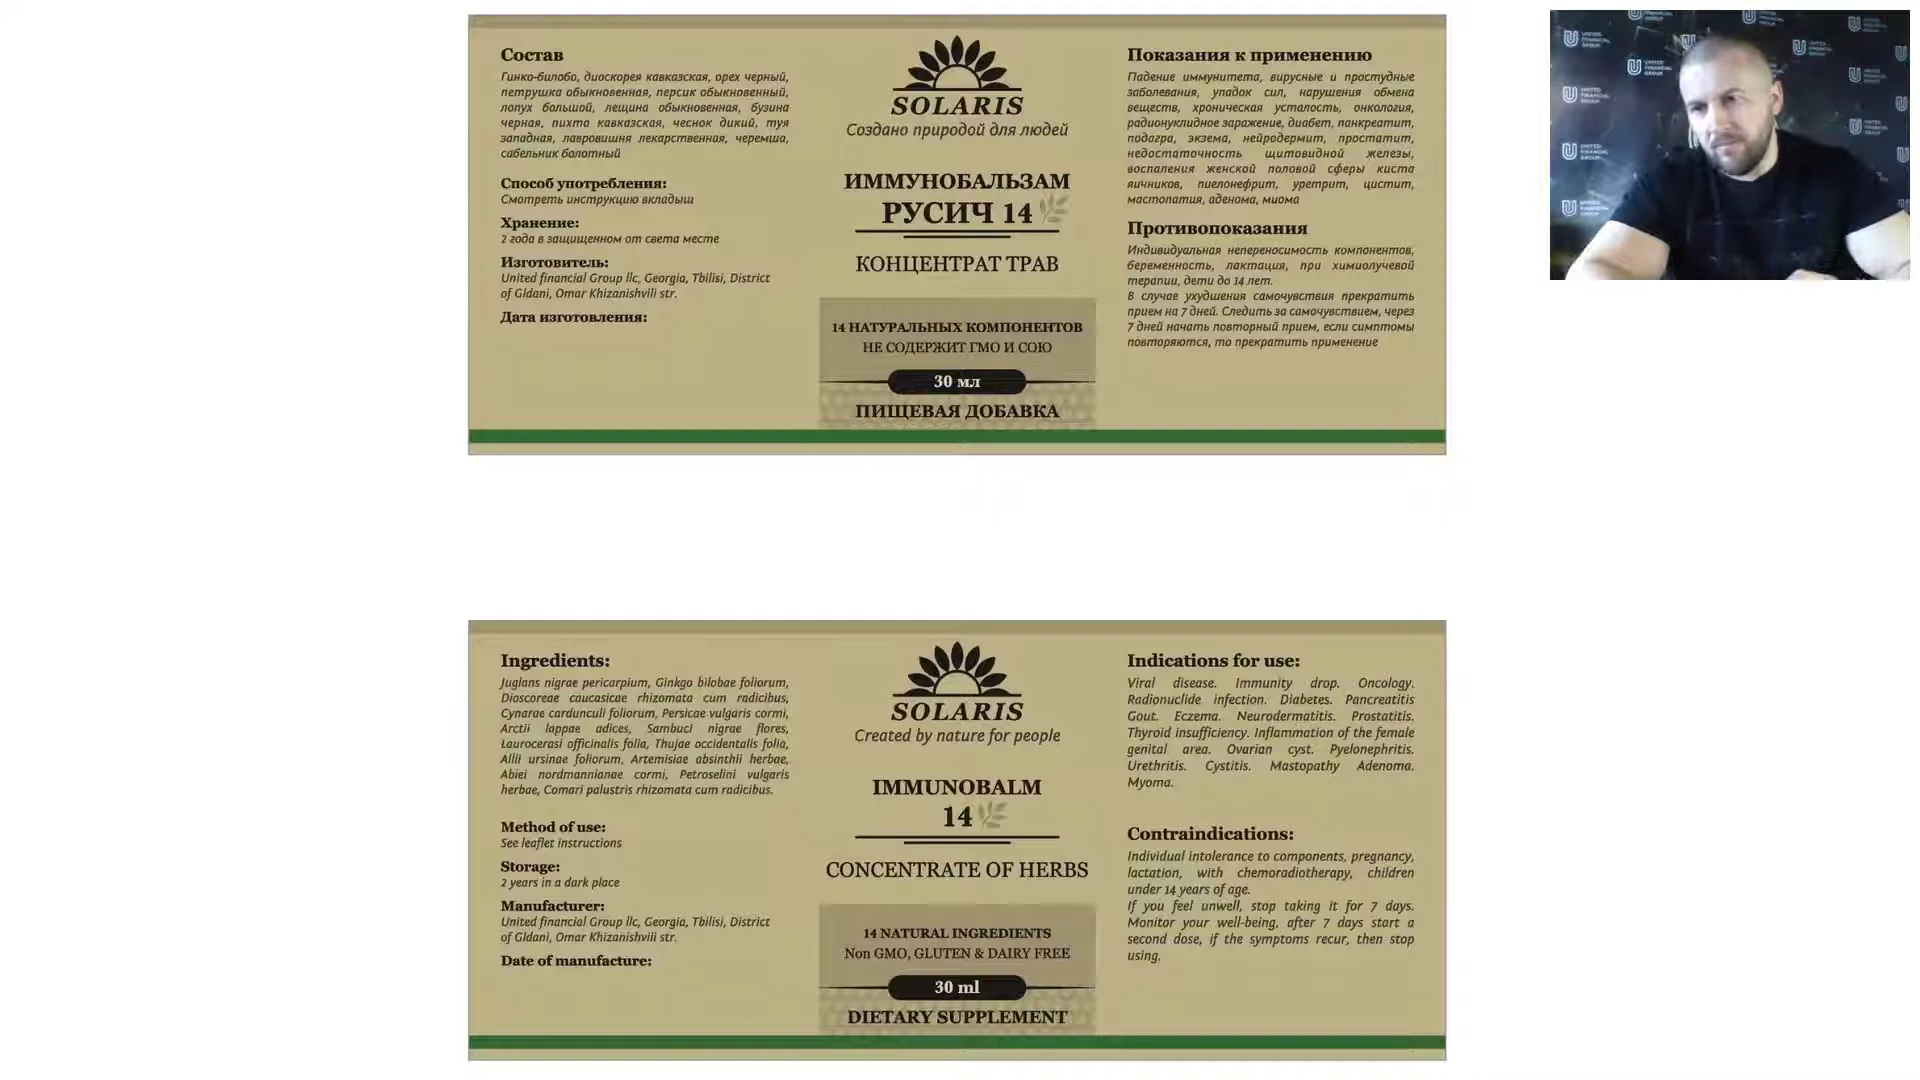 Состав
Гинко-билобо, диоскорея кавказская, орех черный,
петрушка обыкновенная, персик обыкновенный,
лопух большой, лещина обыкновенная, бузина
черная, пихта кавказская, чеснок дикий, туя
западная, лавровишня лекарственная, черемша,
сабельник болотный
Способ употребления:
Смотреть инструкцию вкладыш
Хранение:
2 года в защищенном от света месте
Изготовитель:
United financial Group llc, Georgia, Tbilisi, District
of Gldani, Omar Khizanishvili str.
Дата изготовления:
SOLARIS
Создано природой для людей
ИММУНОБАЛЬЗАМ
РУСИЧ 14
КОНЦЕНТРАТ ТРАВ
14 НАТУРАЛЬНЫХ КОМПОНЕНТОВ
НЕ СОДЕРЖИТ ГМО И СОЮ
30 мл
ПИЩЕВАЯ ДОБАВКА
Показания к применению
Падение иммунитета, вирусные и простудные
заболевания, упадок сил, нарушения обмена
веществ, хроническая усталость, онкология,
радионуклидное заражение, диабет, панкреатит,
подагра, экзема, нейродермит, простатит,
недостаточность щитовидной железы,
воспаления женской половой сферы киста
яичников, пиелонефрит, уретрит, цистит,
мастопатия, аденома, миома
Противопоказания
Индивидуальная непереносимость компонентов,
беременность, лактация, при химиолучевой
терапии, дети до 14 лет.
В случае ухудшения самочувствия прекратить
прием на 7 дней. Следить за самочувствием, через
7 дней начать повторный прием, если симптомы
повторяются, то прекратить применение
UNITED
FINANCIAL
GROUP
Ingredients:
Juglans nigrae pericarpium, Ginkgo bilobae foliorum,
Dioscoreae caucasicae rhizomata cum radicibus,
Cynarae cardunculi foliorum, Persicae vulgaris cormi,
Arctii lappae adices, Sambuci nigrae flores,
Laurocerasi officinalis folia, Thujae occidentalis folia,
Allii ursinae foliorum, Artemisiae absinthii herbae,
Abiei nordmannianae cormi, Petroselini vulgaris
herbae, Comari palustris rhizomata cum radicibus.
Method of use:
See leaflet instructions
Storage:
2 years in a dark place
Manufacturer:
United financial Group llc, Georgia, Tbilisi, District
of Gldani, Omar Khizanishvili str.
Date of manufacture:
SOLARIS
Created by nature for people
IMMUNOBALM
14
CONCENTRATE OF HERBS
14 NATURAL INGREDIENTS
Non GMO, GLUTEN & DAIRY FREE
30 ml
DIETARY SUPPLEMENT
Indications for use:
Viral disease. Immunity drop. Oncology.
Radionuclide infection. Diabetes. Pancreatitis
Gout. Eczema. Neurodermatitis. Prostatitis.
Thyroid insufficiency. Inflammation of the female
genital area. Ovarian cyst. Pyelonephritis.
Urethritis. Cystitis. Mastopathy Adenoma.
Myoma.
Contraindications:
Individual intolerance to components, pregnancy,
lactation, with chemoradiotherapy, children
under 14 years of age.
If you feel unwell, stop taking it for 7 days.
Monitor your well-being, after 7 days start a
second dose, if the symptoms recur, then stop
using.